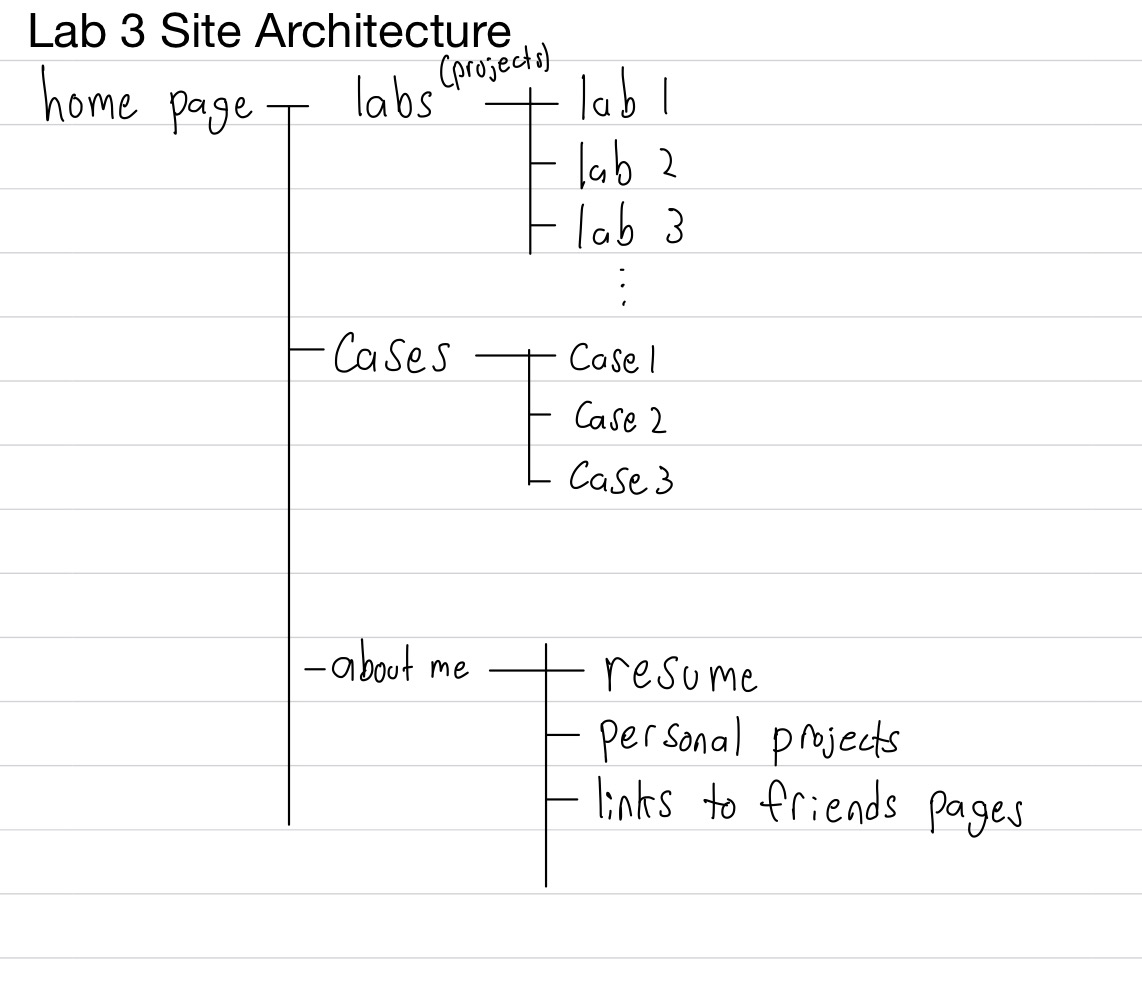 Lab 3 Site Architecture
home page labs (projects) lab 1
lab 2
lab 3
⋮
Cases Case 1
Case 2
Case 3
about me resume
personal projects
links to friends pages